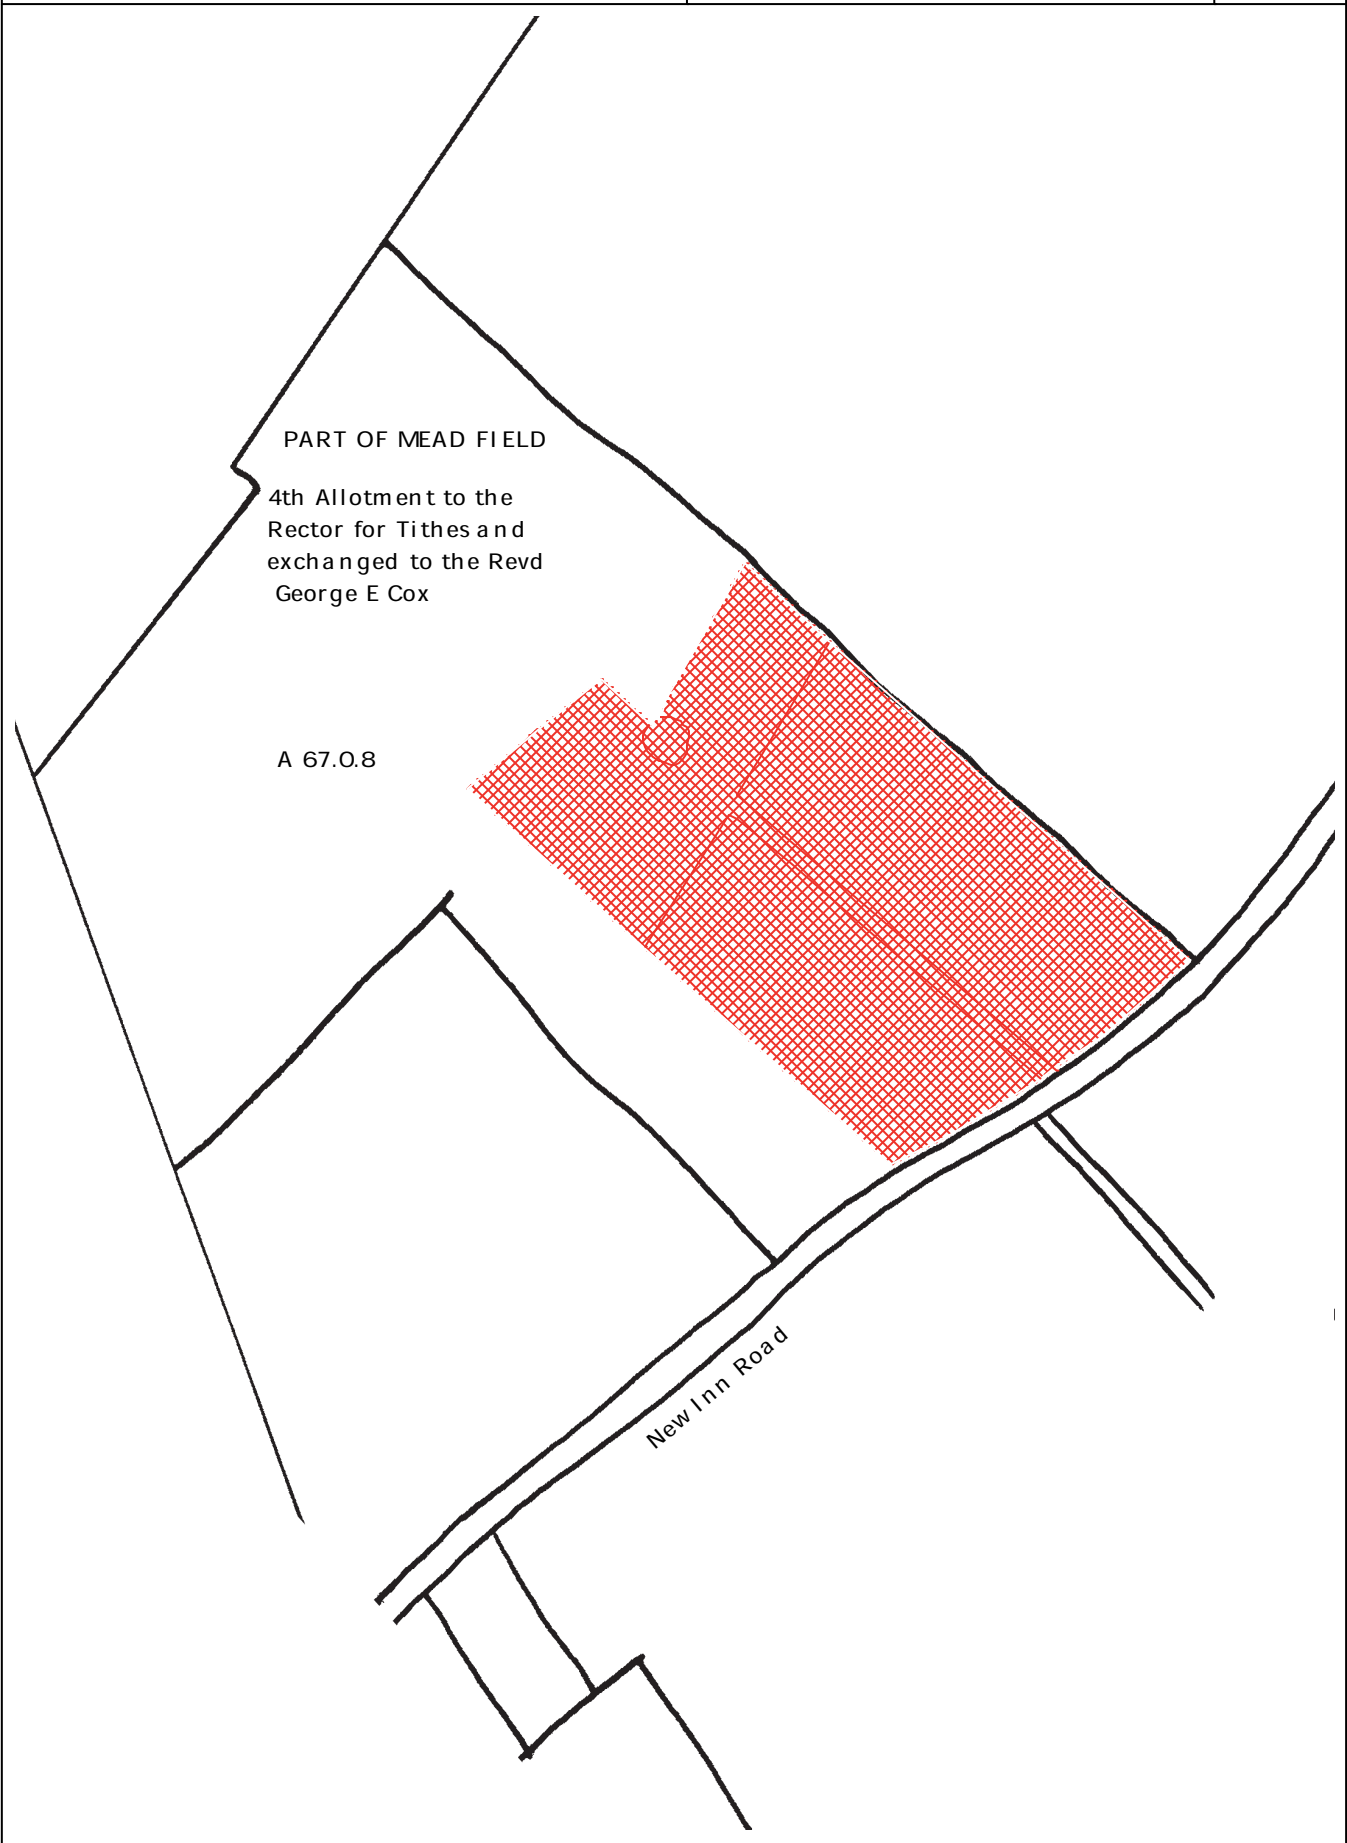 PART OF MEAD FIELD
4th Allotment to the
Rector for Tithes and
exchanged to the Revd
George E Cox
A 67.0.8
New Inn Road